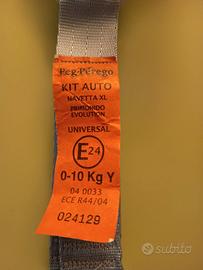 Peg-Pérego
KIT AUTO
NAVETTA XL
PRIMONIDO
EVOLUTION
UNIVERSAL
E24
0-10 Kg Y
04 0033
ECE R44/04
024129
subito